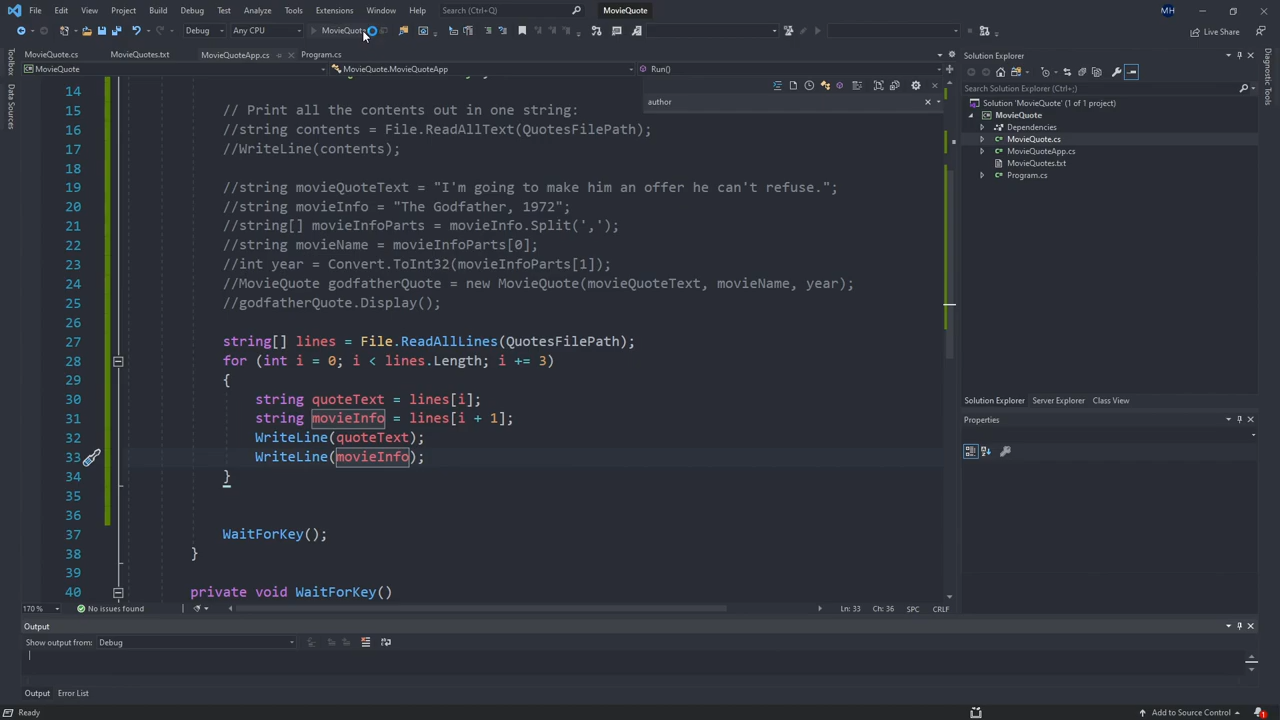 File Edit View Project Build Debug Test Analyze Tools Extensions Window Help Search (Ctrl+Q) MovieQuote MH
Debug Any CPU MovieQuot Live Share
MovieQuote.cs MovieQuotes.txt MovieQuoteApp.cs Program.cs
MovieQuote MovieQuote.MovieQuoteApp Run()
author
14
15
16 // Print all the contents out in one string:
//string contents = File.ReadAllText(QuotesFilePath);
17 //WriteLine(contents);
18
19 //string movieQuoteText = "I'm going to make him an offer he can't refuse.";
20 //string movieInfo = "The Godfather, 1972";
21 //string[] movieInfoParts = movieInfo.Split(',');
22 //string movieName = movieInfoParts[0];
23 //int year = Convert.ToInt32(movieInfoParts[1]);
24 //MovieQuote godfatherQuote = new MovieQuote(movieQuoteText, movieName, year);
25 //godfatherQuote.Display();
26
27 string[] lines = File.ReadAllLines(QuotesFilePath);
28 for (int i = 0; i < lines.Length; i += 3)
29 {
30 string quoteText = lines[i];
31 string movieInfo = lines[i + 1];
32 WriteLine(quoteText);
33 WriteLine(movieInfo);
34 }
35
36
37 WaitForKey();
38 }
39
40 private void WaitForKey()
170 % No issues found Ln: 33 Ch: 36 SPC CRLF
Output
Show output from: Debug
Output Error List
Ready Add to Source Control 1
Toolbox
Data Sources
Solution Explorer
Search Solution Explorer (Ctrl+;)
Solution 'MovieQuote' (1 of 1 project)
MovieQuote
Dependencies
MovieQuote.cs
MovieQuoteApp.cs
MovieQuotes.txt
Program.cs
Solution Explorer Server Explorer Class View
Properties
Diagnostic Tools